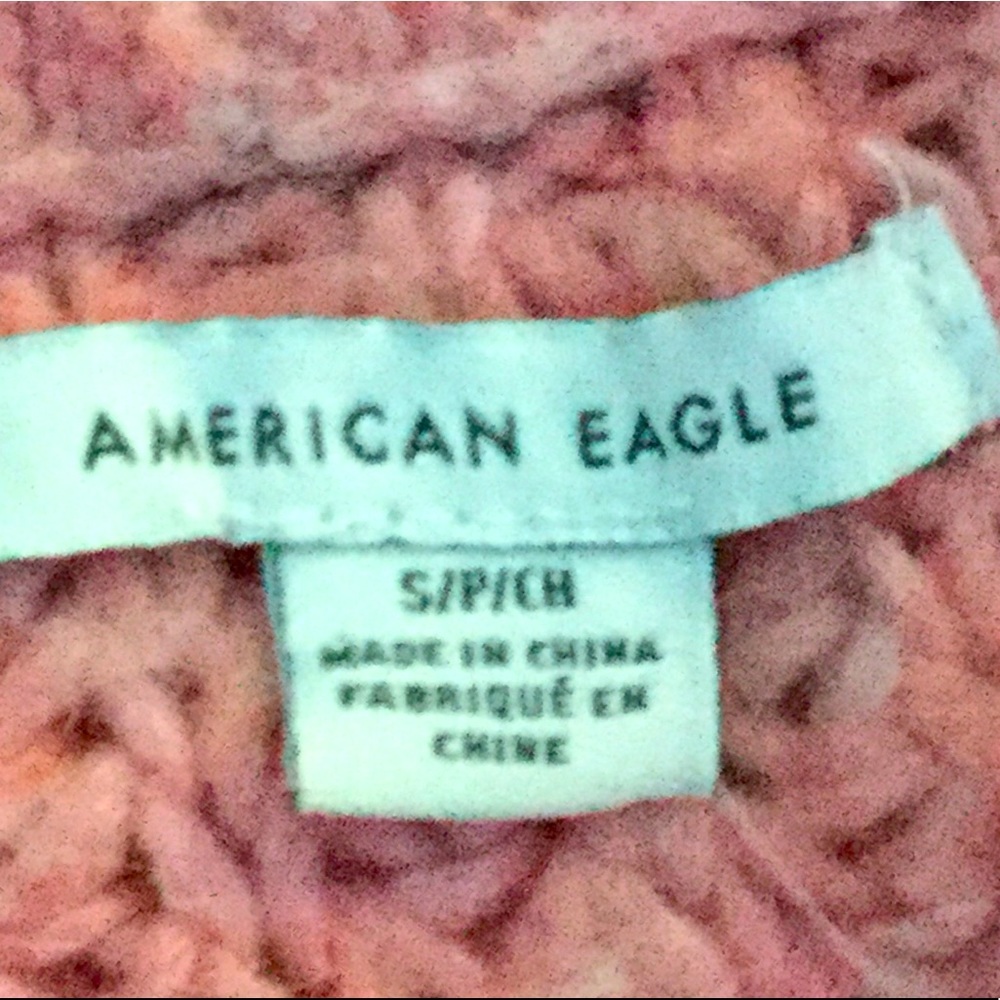 AMERICAN EAGLE
S/P/CH
MADE IN CHINA
FABRIQUÉ EN
CHINE